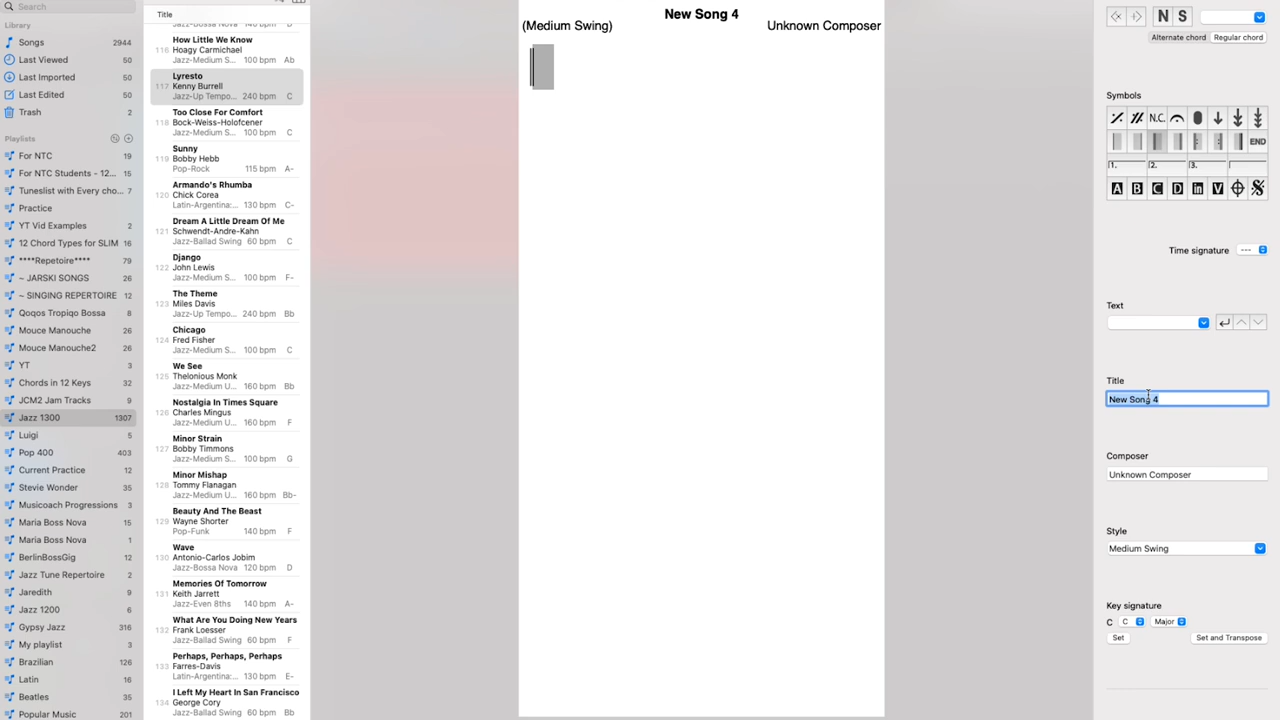 Search
Library
Songs 2944
Last Viewed 50
Last Imported 50
Last Edited 50
Trash 2
Playlists
For NTC 19
For NTC Students - 12... 15
Tuneslist with Every cho... 7
Practice 9
YT Vid Examples 2
12 Chord Types for SLIM 16
****Repetoire**** 79
~ JARSKI SONGS 6
~ SINGING REPERTOIRE 12
Qoqos Tropiqo Bossa 8
Mouce Manouche 36
Mouce Manouche2 36
YT 3
Chords in 12 Keys 32
JCM2 Jam Tracks 9
Jazz 1300 1307
Luigi 5
Pop 400 403
Current Practice 2
Stevie Wonder 35
Musicoach Progressions 3
Maria Boss Nova 15
Maria Boss Nova 1
BerlinBossGig 11
Jazz Tune Repertoire 2
Jaredith 9
Jazz 1200 6
Gypsy Jazz 316
My playlist 3
Brazilian 126
Latin 16
Beatles 35
Popular Music 201
Title
Jazz-Bossa Nova 140 bpm D
How Little We Know
116 Hoagy Carmichael
Jazz-Medium S... 100 bpm Ab
Lyresto
117 Kenny Burrell
Jazz-Up Tempo... 240 bpm C
Too Close For Comfort
118 Bock-Weiss-Holofcener
Jazz-Medium S... 100 bpm C
Sunny
119 Bobby Hebb
Pop-Rock 115 bpm A-
Armando's Rhumba
120 Chick Corea
Latin-Argentina:... 130 bpm C-
Dream A Little Dream Of Me
121 Schwendt-Andre-Kahn
Jazz-Ballad Swing 60 bpm C
Django
122 John Lewis
Jazz-Medium S... 100 bpm F-
The Theme
123 Miles Davis
Jazz-Up Tempo... 240 bpm Bb
Chicago
124 Fred Fisher
Jazz-Medium S... 100 bpm C
We See
125 Thelonious Monk
Jazz-Medium U... 160 bpm Bb
Nostalgia In Times Square
126 Charles Mingus
Jazz-Medium U... 160 bpm F
Minor Strain
127 Bobby Timmons
Jazz-Medium S... 100 bpm G
Minor Mishap
128 Tommy Flanagan
Jazz-Medium U... 160 bpm Bb-
Beauty And The Beast
129 Wayne Shorter
Pop-Funk 140 bpm F
Wave
130 Antonio-Carlos Jobim
Jazz-Bossa Nova 120 bpm D
Memories Of Tomorrow
131 Keith Jarrett
Jazz-Even 8ths 140 bpm A-
What Are You Doing New Years
132 Frank Loesser
Jazz-Ballad Swing 60 bpm F
Perhaps, Perhaps, Perhaps
133 Farres-Davis
Latin-Argentina:... 130 bpm E-
I Left My Heart In San Francisco
134 George Cory
Jazz-Ballad Swing 60 bpm Bb
New Song 4
(Medium Swing) Unknown Composer
N S
Alternate chord Regular chord
Symbols
N.C.
END
1. 2. 3.
A B C D in V
Time signature ---
Text
Title
New Song 4
Composer
Unknown Composer
Style
Medium Swing
Key signature
C C Major
Set Set and Transpose